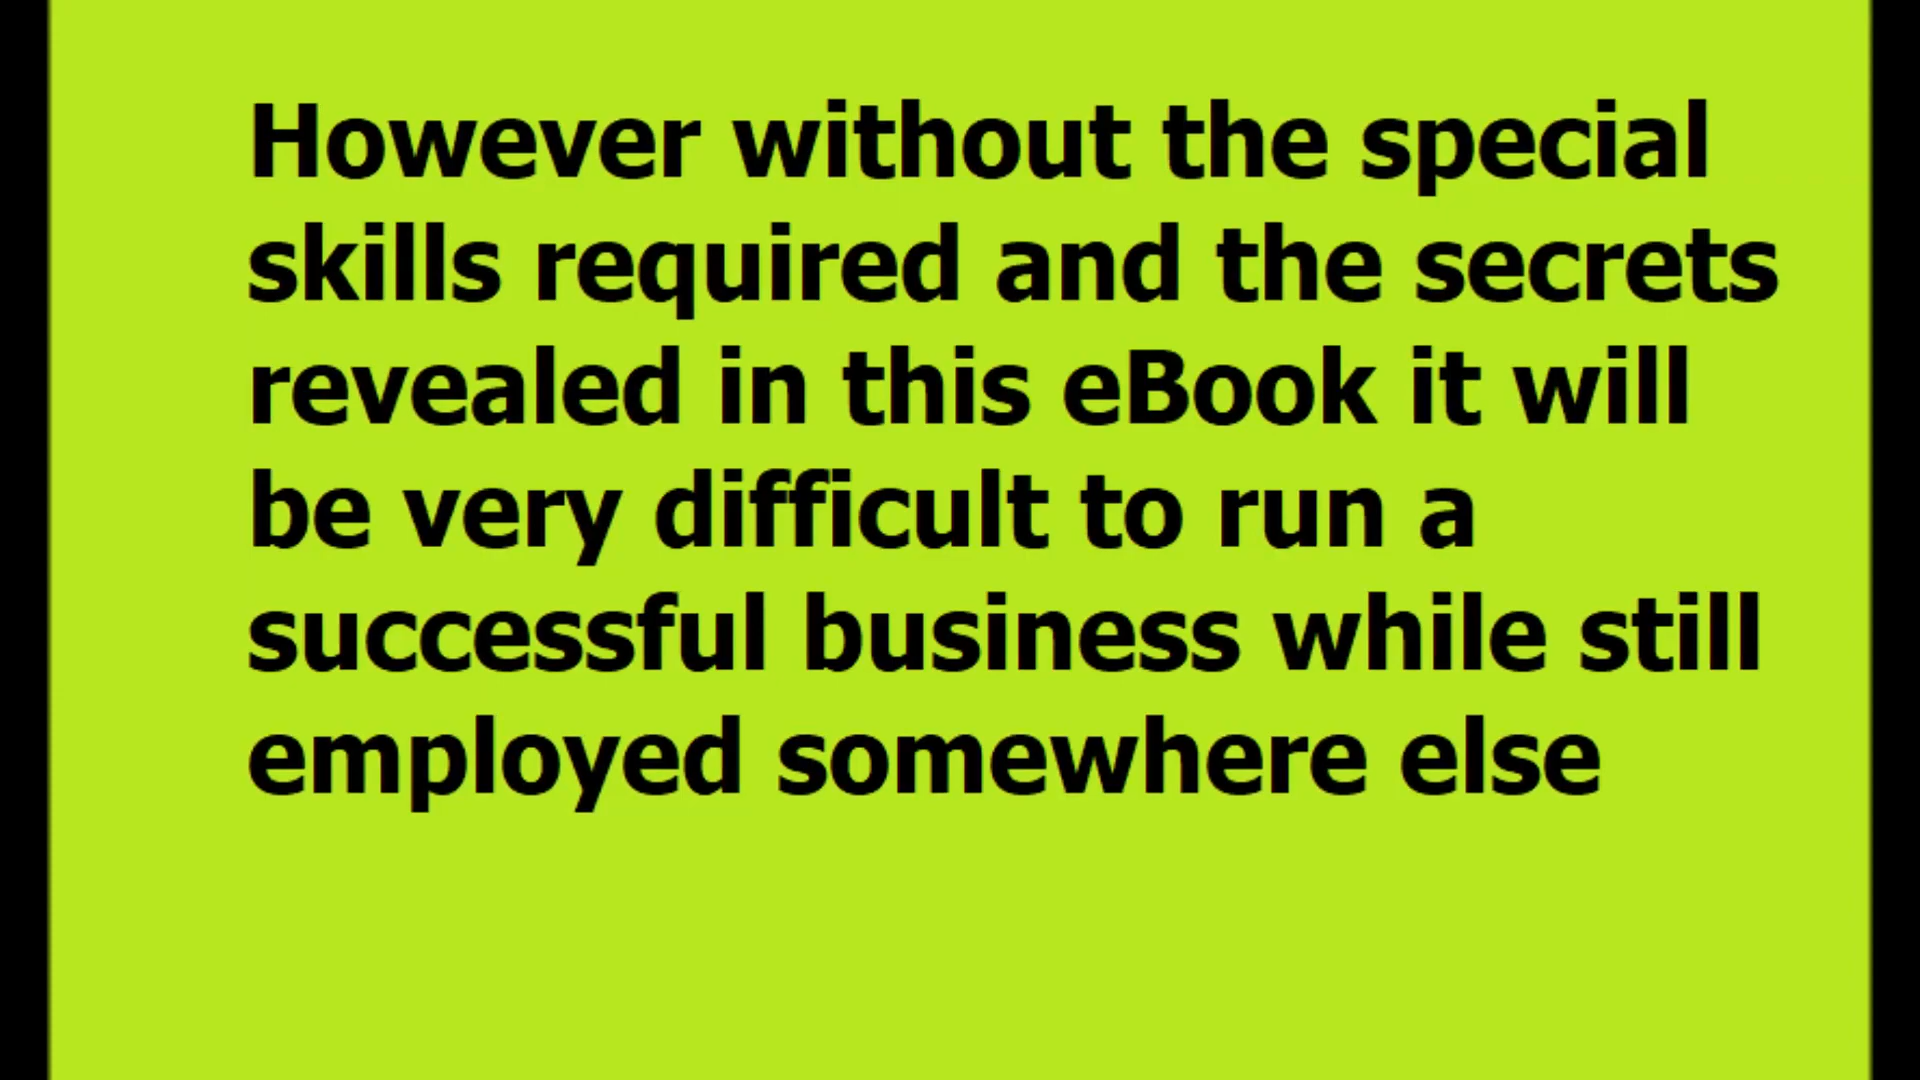 However without the special
skills required and the secrets
revealed in this eBook it will
be very difficult to run a
successful business while still
employed somewhere else